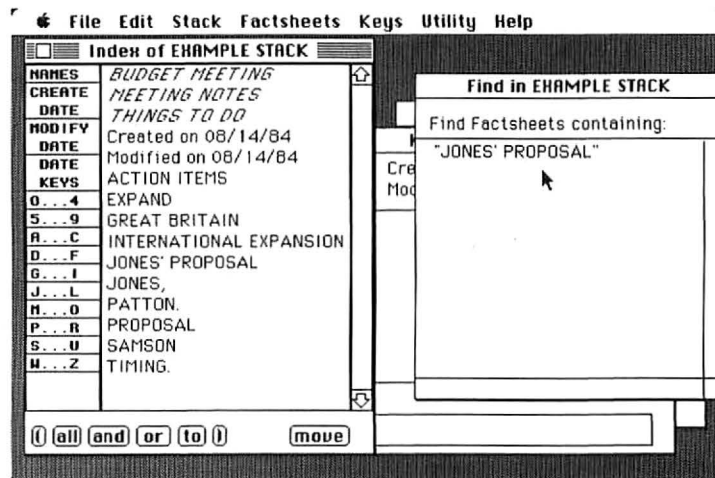 File Edit Stack Factsheets Keys Utility Help
Index of EXAMPLE STACK
NAMES
CREATE
DATE
MODIFY
DATE
DATE
KEYS
0...4
5...9
A...C
D...F
G...I
J...L
M...O
P...R
S...U
W...Z
BUDGET MEETING
MEETING NOTES
THINGS TO DO
Created on 08/14/84
Modified on 08/14/84
ACTION ITEMS
EXPAND
GREAT BRITAIN
INTERNATIONAL EXPANSION
JONES' PROPOSAL
JONES,
PATTON.
PROPOSAL
SAMSON
TIMING.
( all and or to )
move
K
Cre
Mod
Find in EXAMPLE STACK
Find Factsheets containing:
"JONES' PROPOSAL"